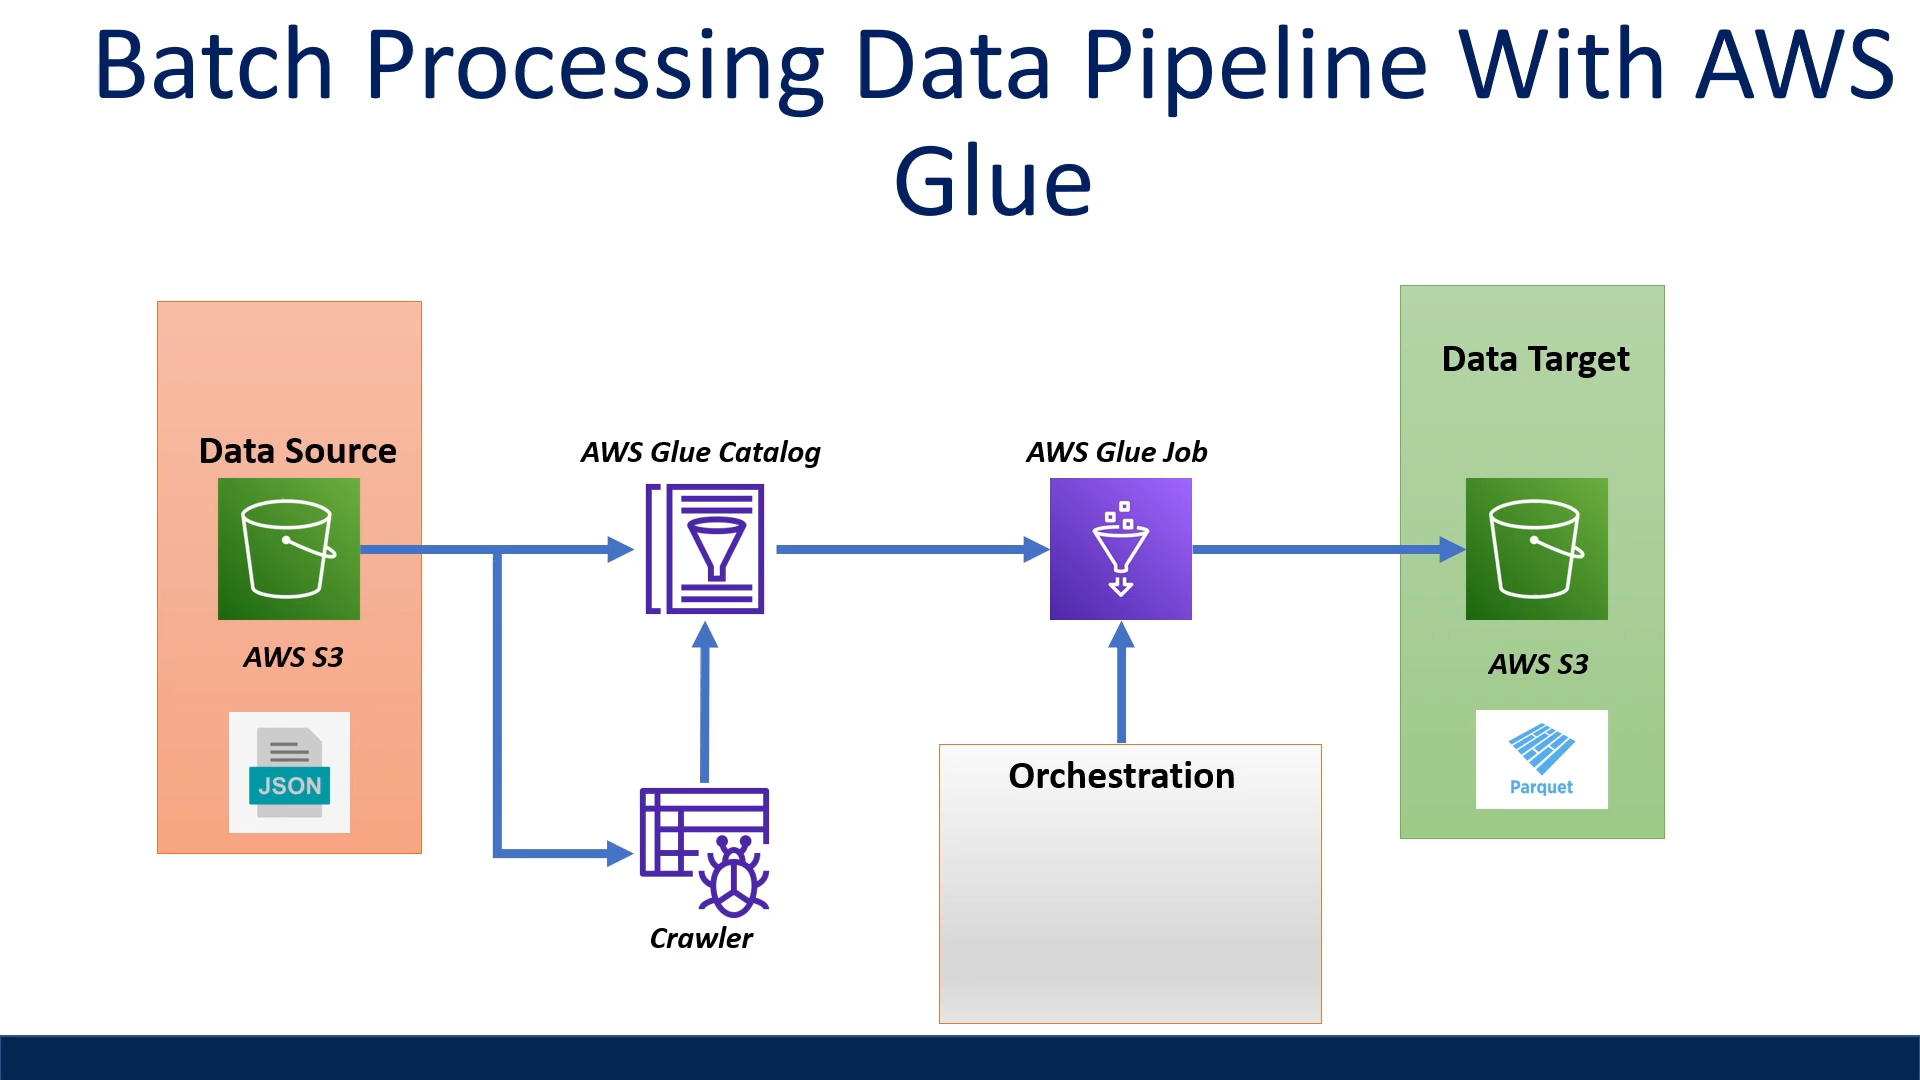 Batch Processing Data Pipeline With AWS
Glue
Data Source
AWS S3
JSON
AWS Glue Catalog
Crawler
AWS Glue Job
Orchestration
Data Target
AWS S3
Parquet